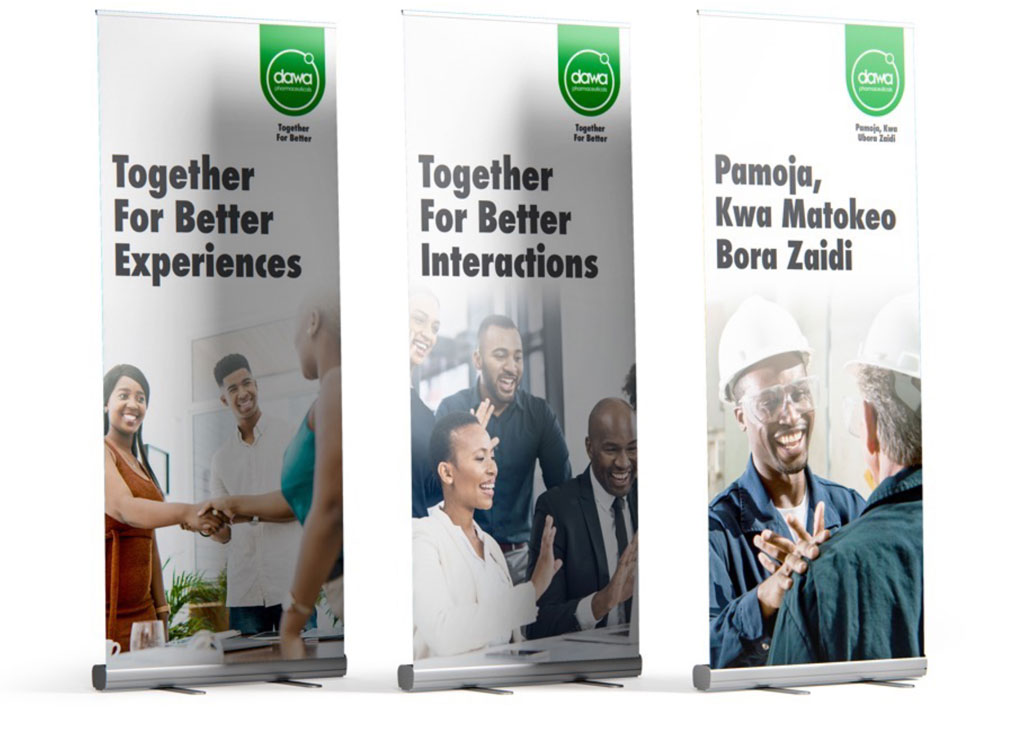 dawa
pharmaceuticals
Together
For Better
Together
For Better
Experiences
dawa
pharmaceuticals
Together
For Better
Together
For Better
Interactions
dawa
pharmaceuticals
Pamoja, Kwa
Ubora Zaidi
Pamoja,
Kwa Matokeo
Bora Zaidi